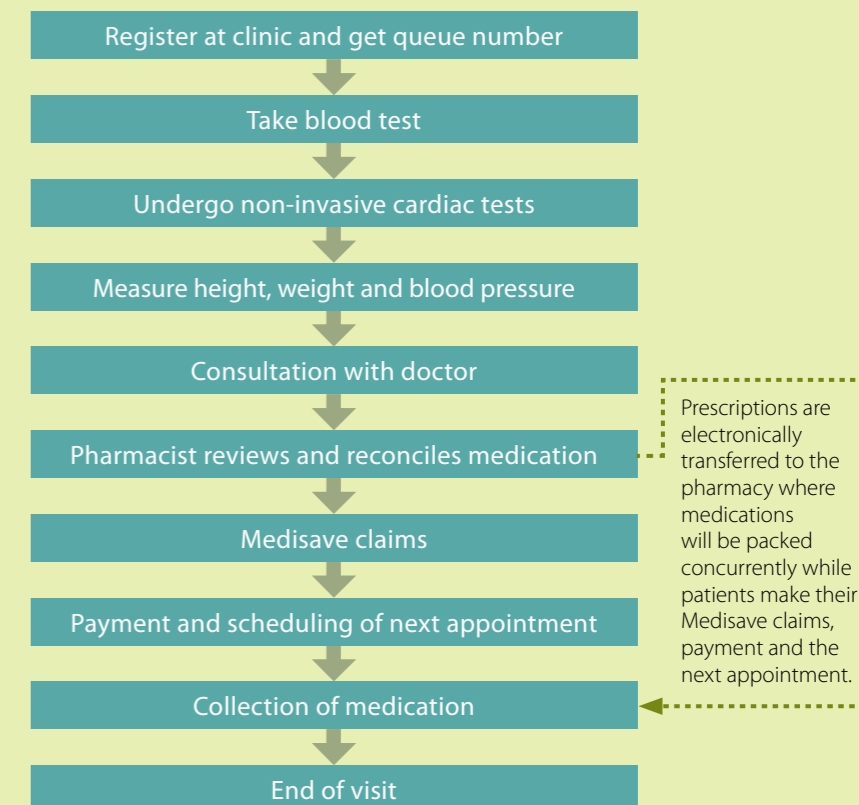 Register at clinic and get queue number
Take blood test
Undergo non-invasive cardiac tests
Measure height, weight and blood pressure
Consultation with doctor
Pharmacist reviews and reconciles medication
Medisave claims
Payment and scheduling of next appointment
Collection of medication
End of visit
Prescriptions are
electronically
transferred to the
pharmacy where
medications
will be packed
concurrently while
patients make their
Medisave claims,
payment and the
next appointment.